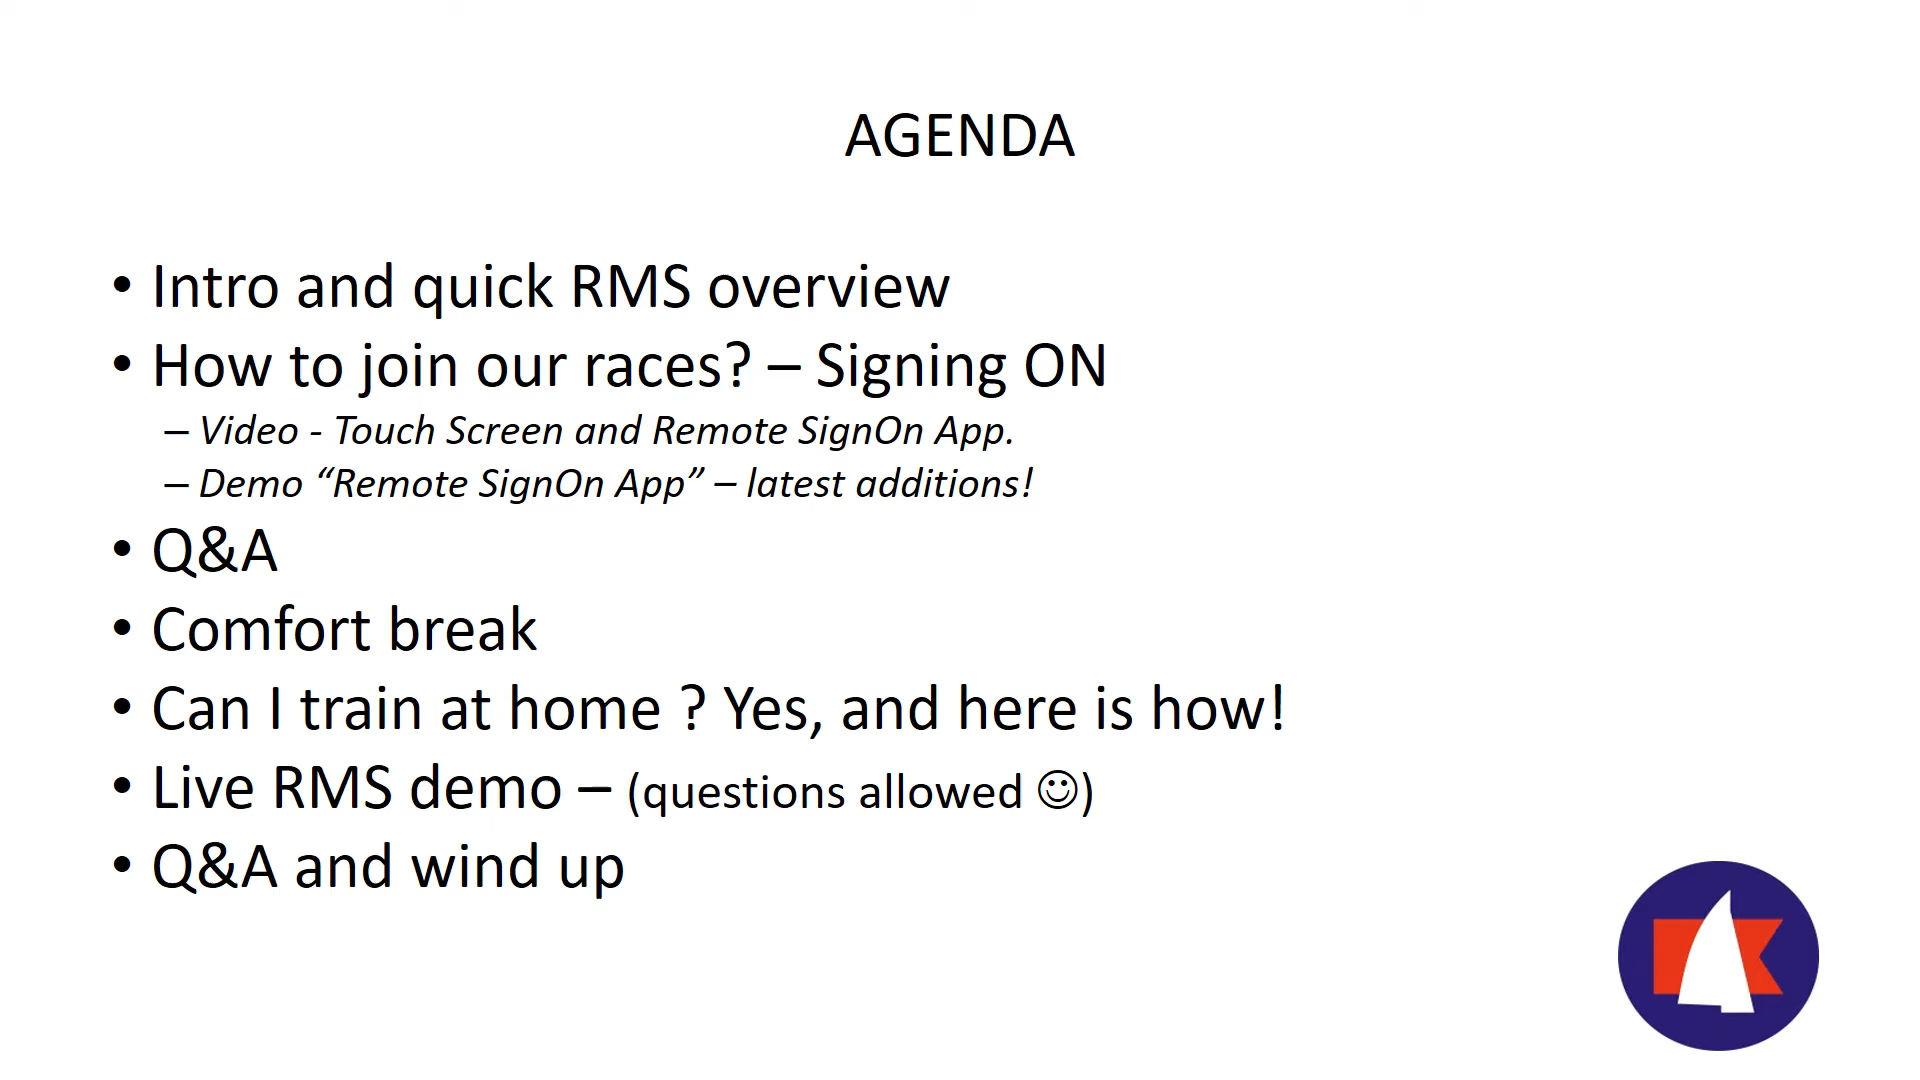 AGENDA
• Intro and quick RMS overview
• How to join our races? – Signing ON
– Video - Touch Screen and Remote SignOn App.
– Demo “Remote SignOn App” – latest additions!
• Q&A
• Comfort break
• Can I train at home ? Yes, and here is how!
• Live RMS demo – (questions allowed ☺)
• Q&A and wind up